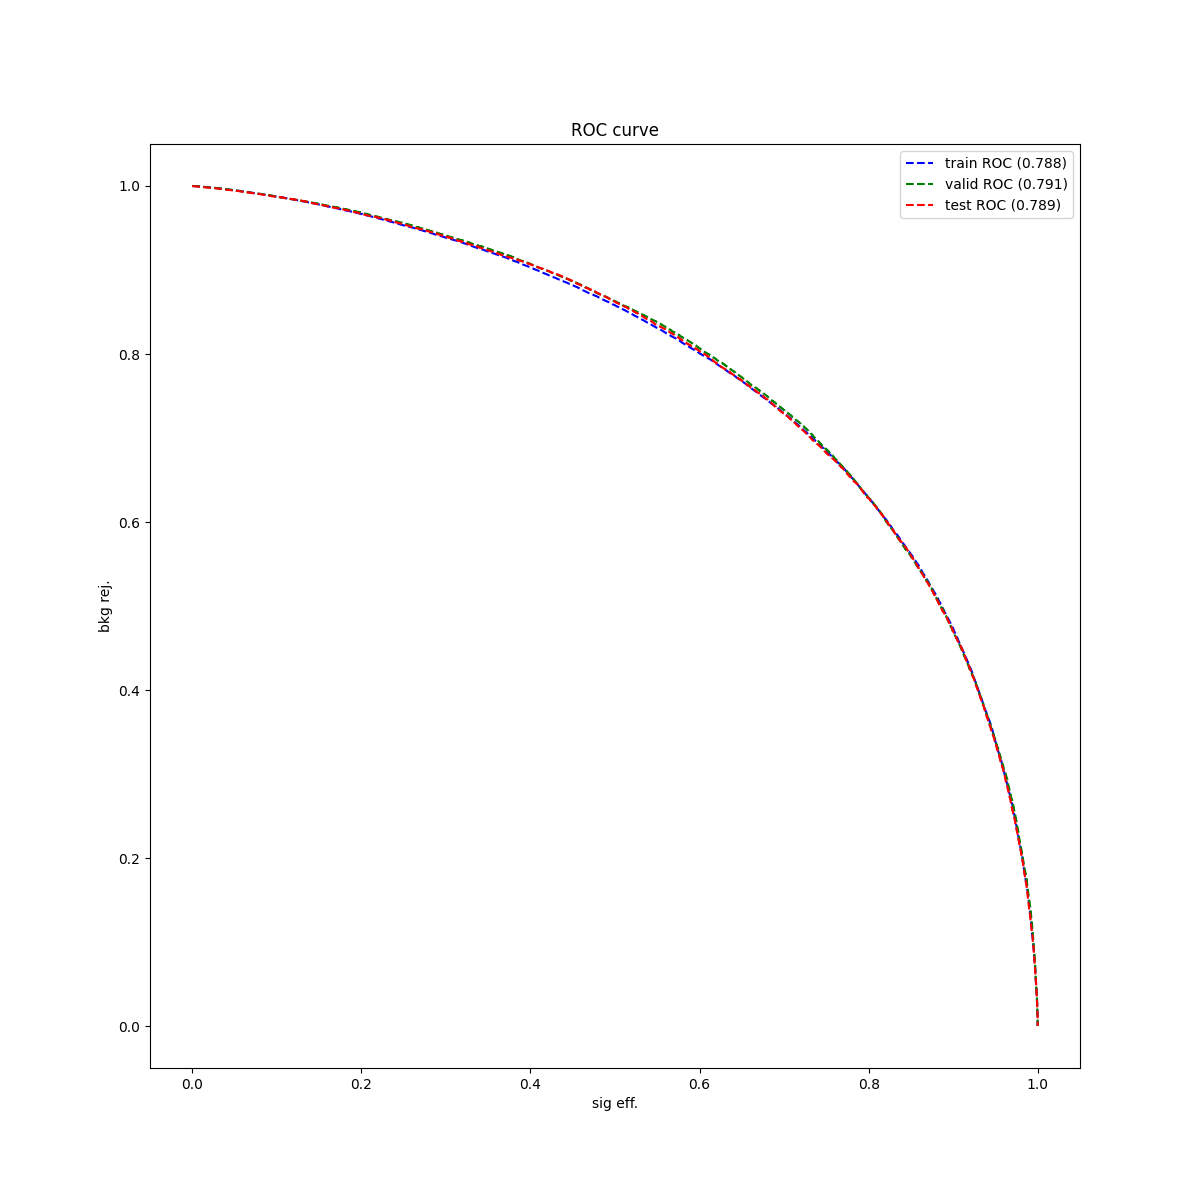 ROC curve
train ROC (0.788)
valid ROC (0.791)
test ROC (0.789)
1.0
0.8
0.6
0.4
0.2
0.0
bkg rej.
0.0 0.2 0.4 0.6 0.8 1.0
sig eff.